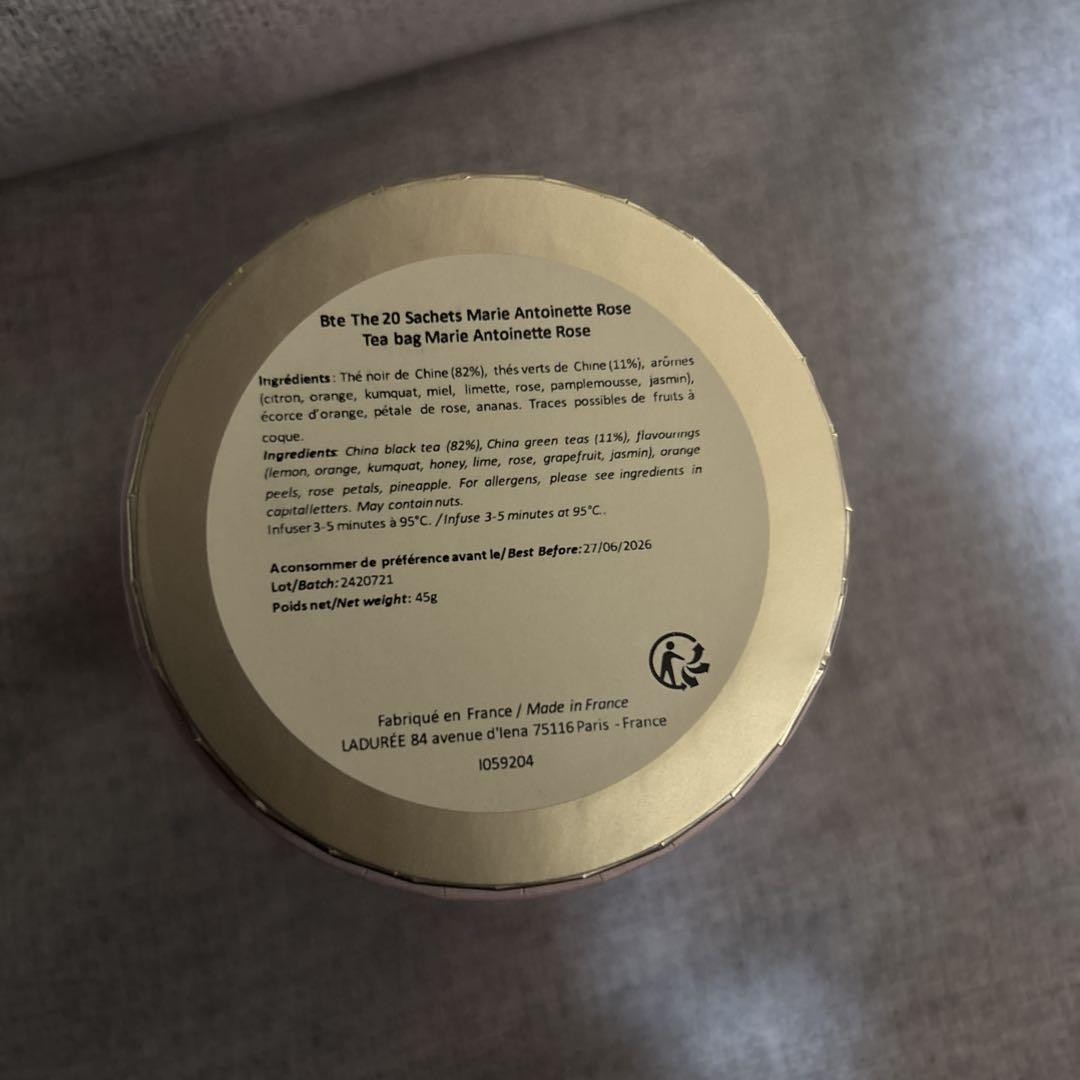 Bte The 20 Sachets Marie Antoinette Rose
Tea bag Marie Antoinette Rose
Ingrédients : Thé noir de Chine (82%), thés verts de Chine (11%), arômes
(citron, orange, kumquat, miel, limette, rose, pamplemousse, jasmin),
écorce d'orange, pétale de rose, ananas. Traces possibles de fruits à
coque.
Ingredients: China black tea (82%), China green teas (11%), flavourings
(lemon, orange, kumquat, honey, lime, rose, grapefruit, jasmin), orange
peels, rose petals, pineapple. For allergens, please see ingredients in
capital letters. May contain nuts.
Infuser 3-5 minutes à 95°C. / Infuse 3-5 minutes at 95°C..
A consommer de préférence avant le/ Best Before: 27/06/2026
Lot/Batch: 2420721
Poids net/Net weight: 45g
Fabriqué en France / Made in France
LADURÉE 84 avenue d'Iena 75116 Paris - France
I059204